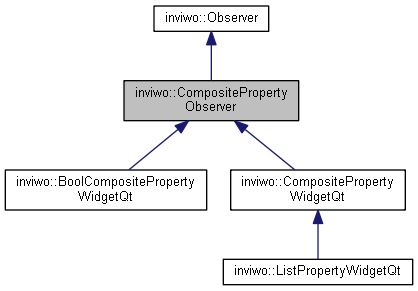 inviwo::Observer
inviwo::CompositeProperty
Observer
inviwo::BoolCompositeProperty
WidgetQt
inviwo::CompositeProperty
WidgetQt
inviwo::ListPropertyWidgetQt